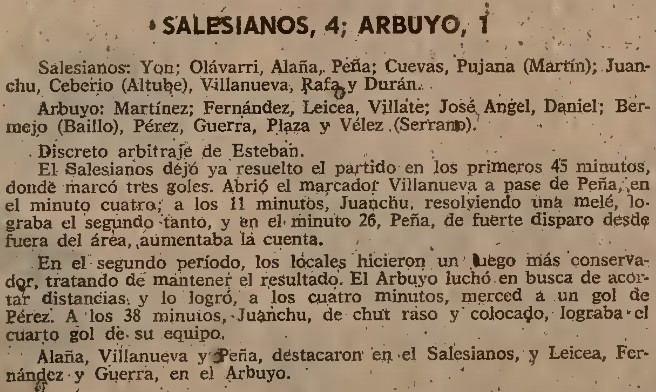 SALESIANOS, 4; ARBUYO, 1
Salesianos: Yon; Olávarri, Alaña, Peña; Cuevas, Pujana (Martín); Juan-
chu, Ceberio (Altube), Villanueva, Rafa y Durán.
Arbuyo: Martínez; Fernández, Leicea, Villate; José Angel, Daniel; Ber-
mejo (Baillo), Pérez, Guerra, Plaza y Vélez (Serrano).
Discreto arbitraje de Esteban.
El Salesianos dejó ya resuelto el partido en los primeros 45 minutos,
donde marcó tres goles. Abrió el marcador Villanueva a pase de Peña, en
el minuto cuatro; a los 11 minutos, Juanchu, resolviendo una melé, lo-
graba el segundo tanto, y en el minuto 26, Peña, de fuerte disparo desde
fuera del área, aumentaba la cuenta.
En el segundo período, los locales hicieron un juego más conserva-
dor, tratando de mantener el resultado. El Arbuyo luchó en busca de acor-
tar distancias y lo logró, a los cuatro minutos, merced a un gol de
Pérez. A los 38 minutos, Juanchu, de chut raso y colocado, lograba el
cuarto gol de su equipo.
Alaña, Villanueva y Peña, destacaron en el Salesianos, y Leicea, Fer-
nández y Guerra, en el Arbuyo.